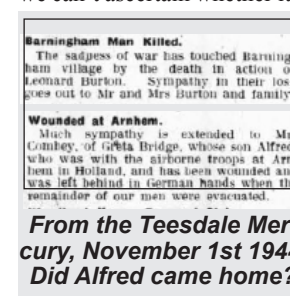 Barningham Man Killed.
The sadness of war has touched Barning
ham village by the death in action o
Leonard Burton. Sympathy in their los
goes out to Mr and Mrs Burton and family
Wounded at Arnhem.
Much sympathy is extended to M
Combey, of Greta Bridge, whose son Alfre
who was with the airborne troops at Ar
hem in Holland, and has been wounded an
was left behind in German hands when th
remainder of our men were evacuated.
From the Teesdale Mer
cury, November 1st 194
Did Alfred came home?